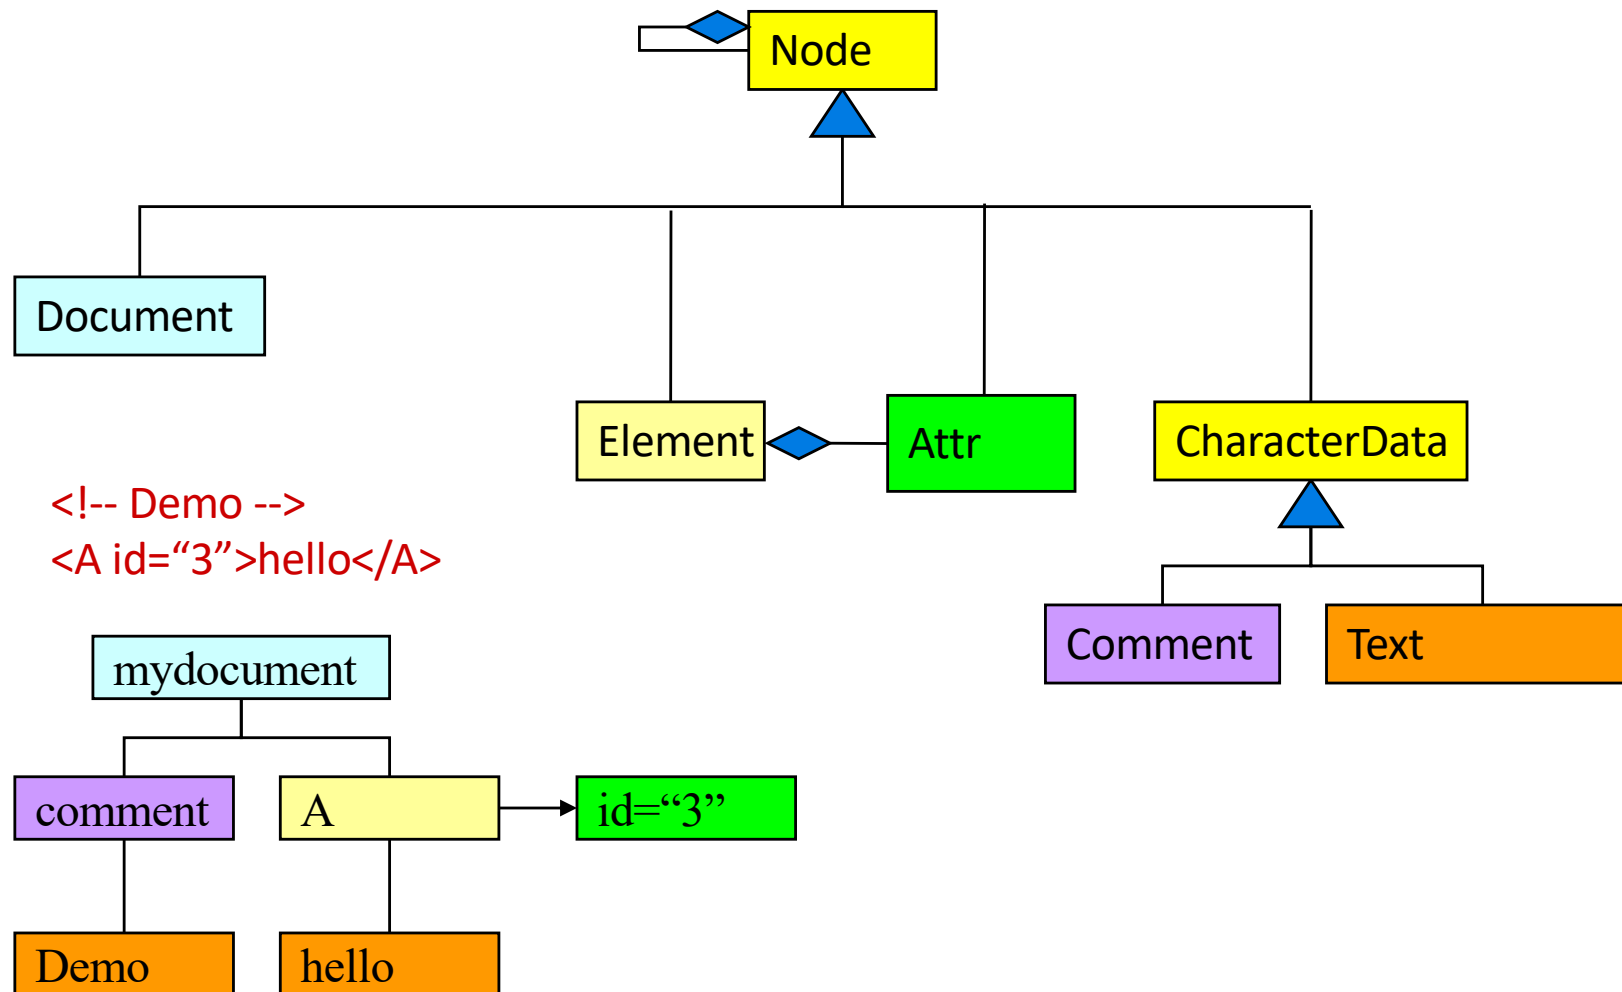 Node
Document
Element
Attr
CharacterData
<!-- Demo -->
<A id=“3”>hello</A>
Comment
Text
mydocument
comment
A
id=“3”
Demo
hello